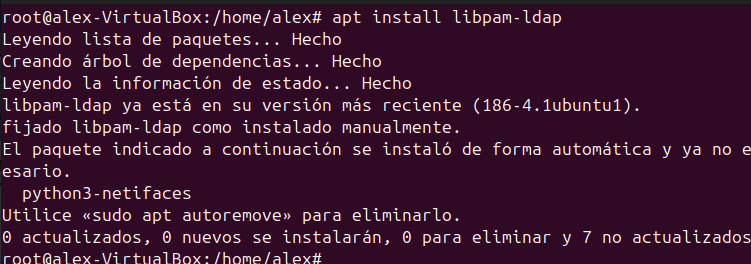 root@alex-VirtualBox:/home/alex# apt install libpam-ldap
Leyendo lista de paquetes... Hecho
Creando árbol de dependencias... Hecho
Leyendo la información de estado... Hecho
libpam-ldap ya está en su versión más reciente (186-4.1ubuntu1).
fijado libpam-ldap como instalado manualmente.
El paquete indicado a continuación se instaló de forma automática y ya no e
esario.
  python3-netifaces
Utilice «sudo apt autoremove» para eliminarlo.
0 actualizados, 0 nuevos se instalarán, 0 para eliminar y 7 no actualizados
root@alex-VirtualBox:/home/alex#